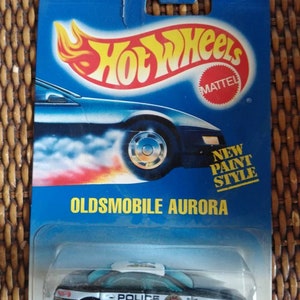 HOT WHEELS
MATTEL
NEW
PAINT
STYLE
OLDSMOBILE AURORA
POLICE